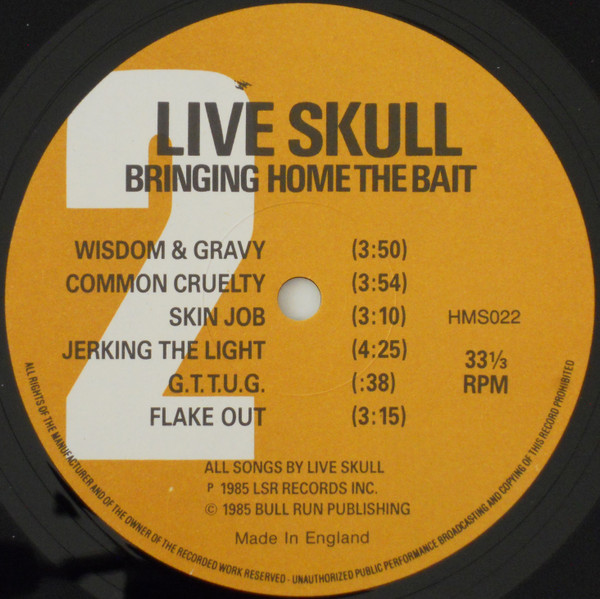 2
LIVE SKULL
BRINGING HOME THE BAIT
WISDOM & GRAVY (3:50)
COMMON CRUELTY (3:54)
SKIN JOB (3:10)
JERKING THE LIGHT (4:25)
G.T.T.U.G. (:38)
FLAKE OUT (3:15)
HMS022
33⅓
RPM
ALL SONGS BY LIVE SKULL
℗ 1985 LSR RECORDS INC.
© 1985 BULL RUN PUBLISHING
Made In England
ALL RIGHTS OF THE MANUFACTURER AND OF THE OWNER OF THE RECORDED WORK RESERVED - UNAUTHORIZED PUBLIC PERFORMANCE BROADCASTING AND COPYING OF THIS RECORD PROHIBITED